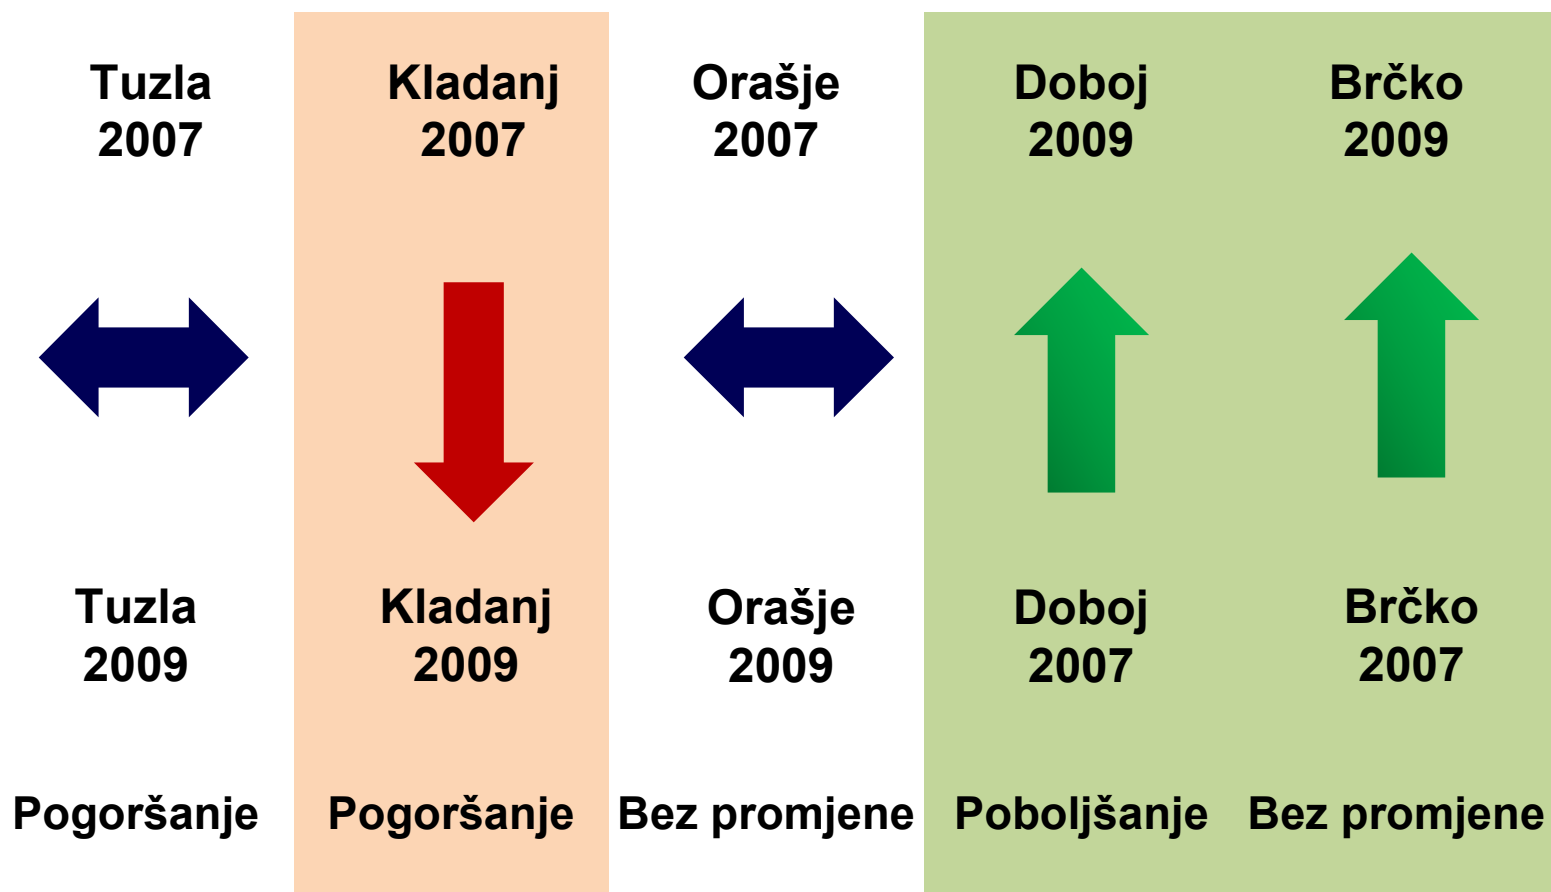 Tuzla
2007
Kladanj
2007
Orašje
2007
Doboj
2009
Brčko
2009
Tuzla
2009
Kladanj
2009
Orašje
2009
Doboj
2007
Brčko
2007
Pogoršanje
Pogoršanje
Bez promjene
Poboljšanje
Bez promjene